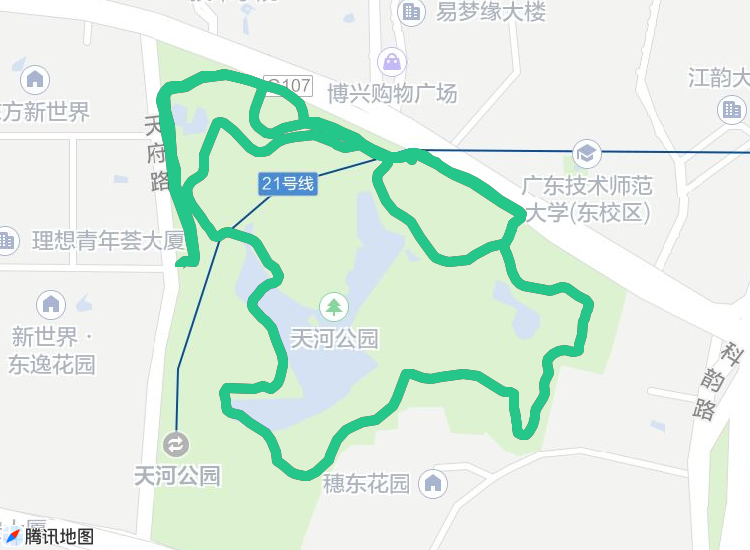 易梦缘大楼
G107
博兴购物广场
江韵大
方新世界
天府路
21号线
广东技术师范
大学(东校区)
理想青年荟大厦
新世界·
东逸花园
天河公园
科韵路
天河公园
穗东花园
腾讯地图